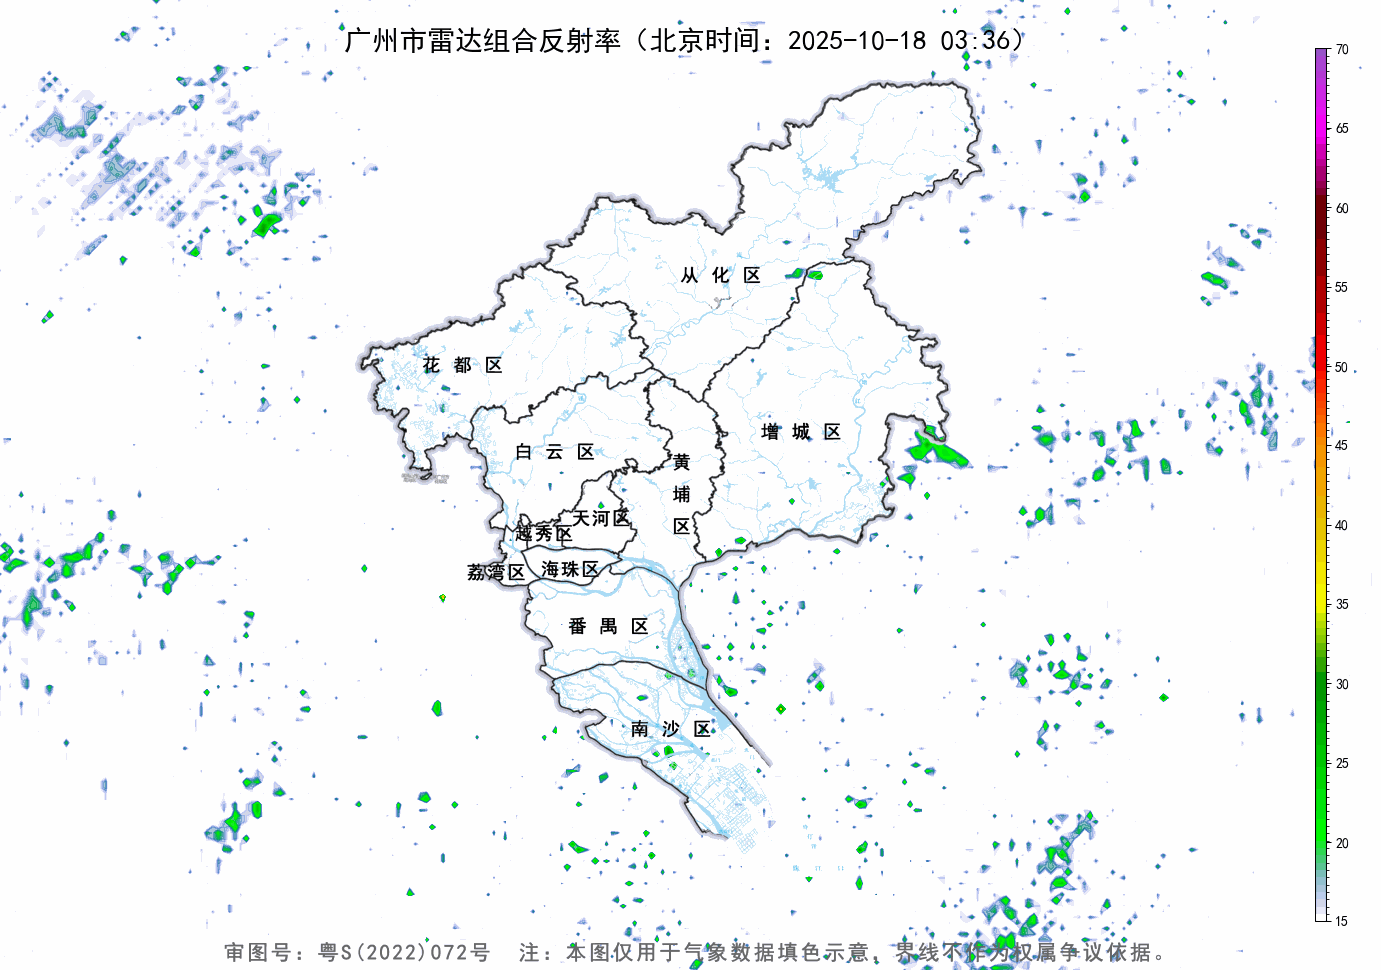 广州市雷达组合反射率（北京时间：2025-10-18 03:36）
70
65
60
55
50
45
40
35
30
25
20
15
从化区
花都区
增城区
白云区
黄埔区
天河区
越秀区
荔湾区
海珠区
番禺区
南沙区
审图号：粤S(2022)072号 注：本图仅用于气象数据填色示意，界线不作为权属争议依据。